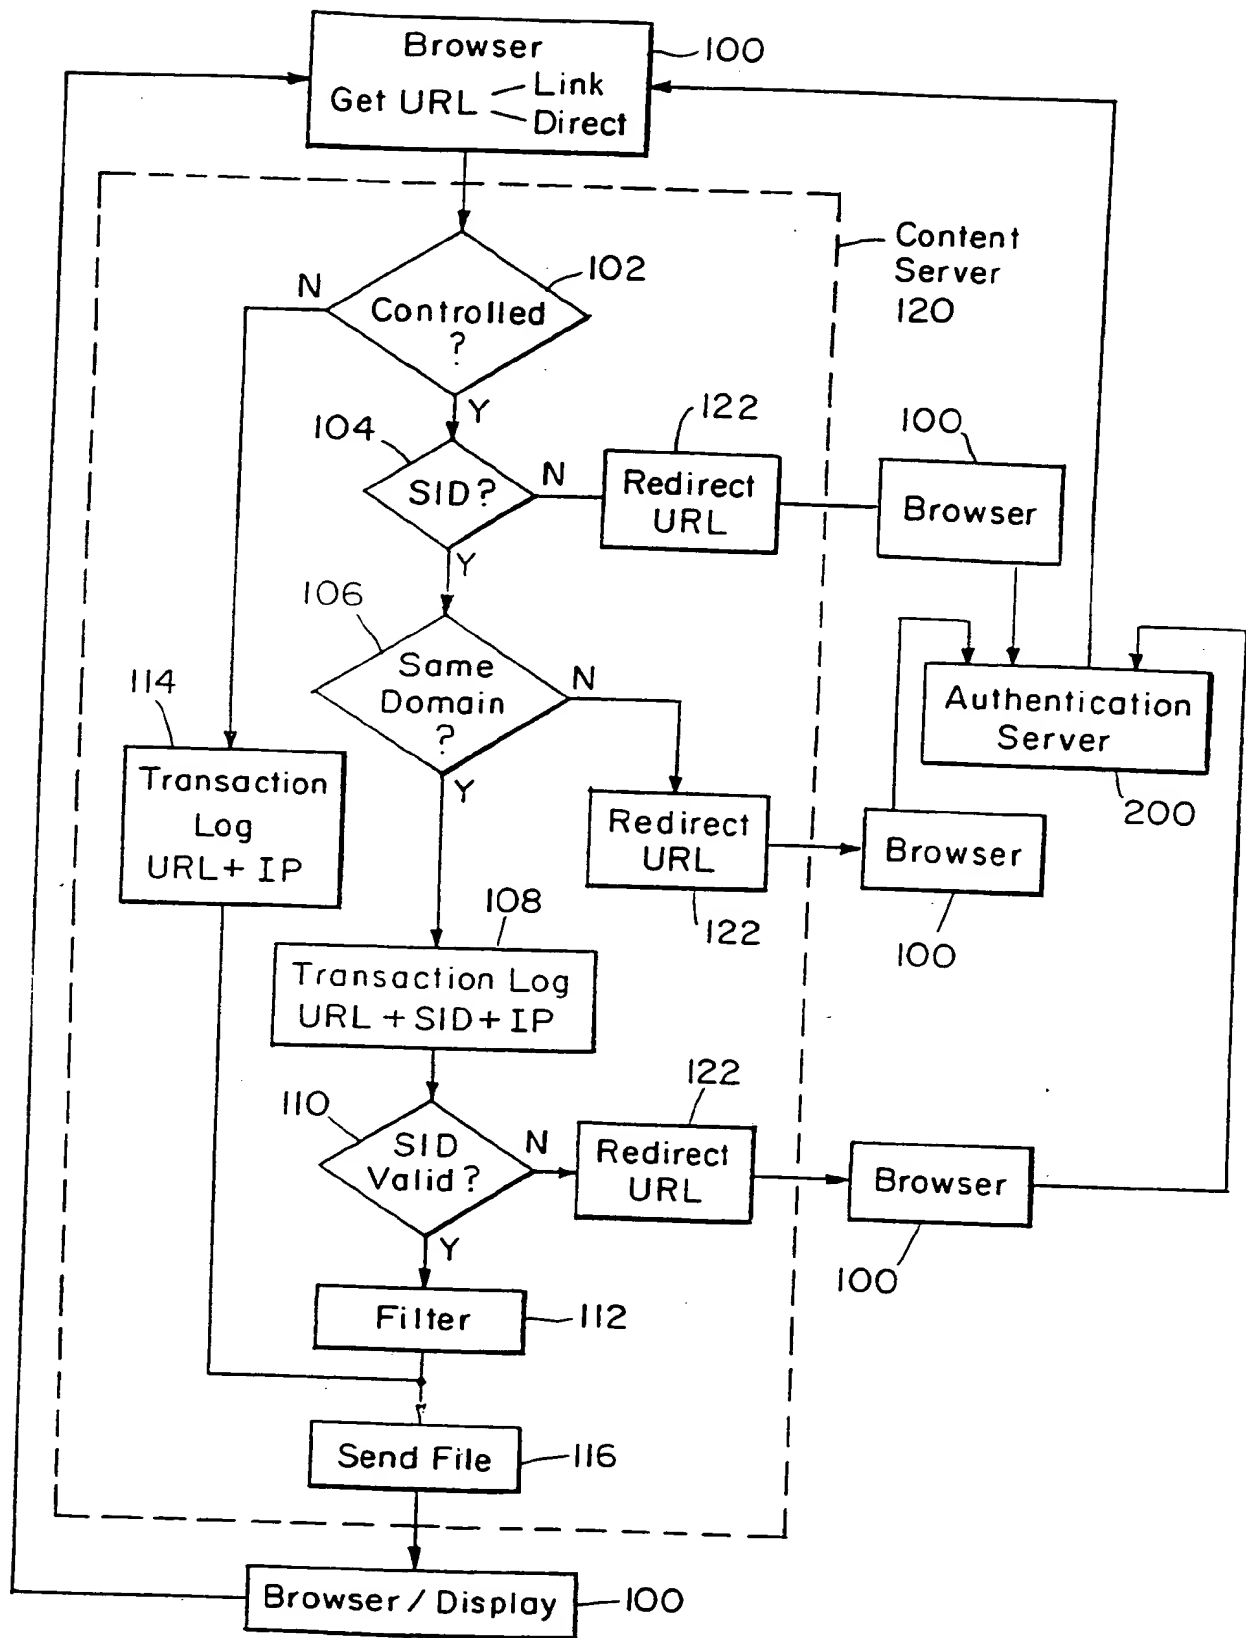 Browser
100
Get URL
Link
Direct
Content
Server
120
N
102
Controlled
?
Y
104
SID?
N
122
Redirect
URL
100
Browser
Y
106
Same
Domain
?
N
Y
Authentication
Server
200
114
Transaction
Log
URL + IP
Redirect
URL
122
Browser
100
108
Transaction Log
URL + SID + IP
110
SID
Valid?
N
122
Redirect
URL
Browser
100
Y
Filter
112
Send File
116
Browser / Display
100